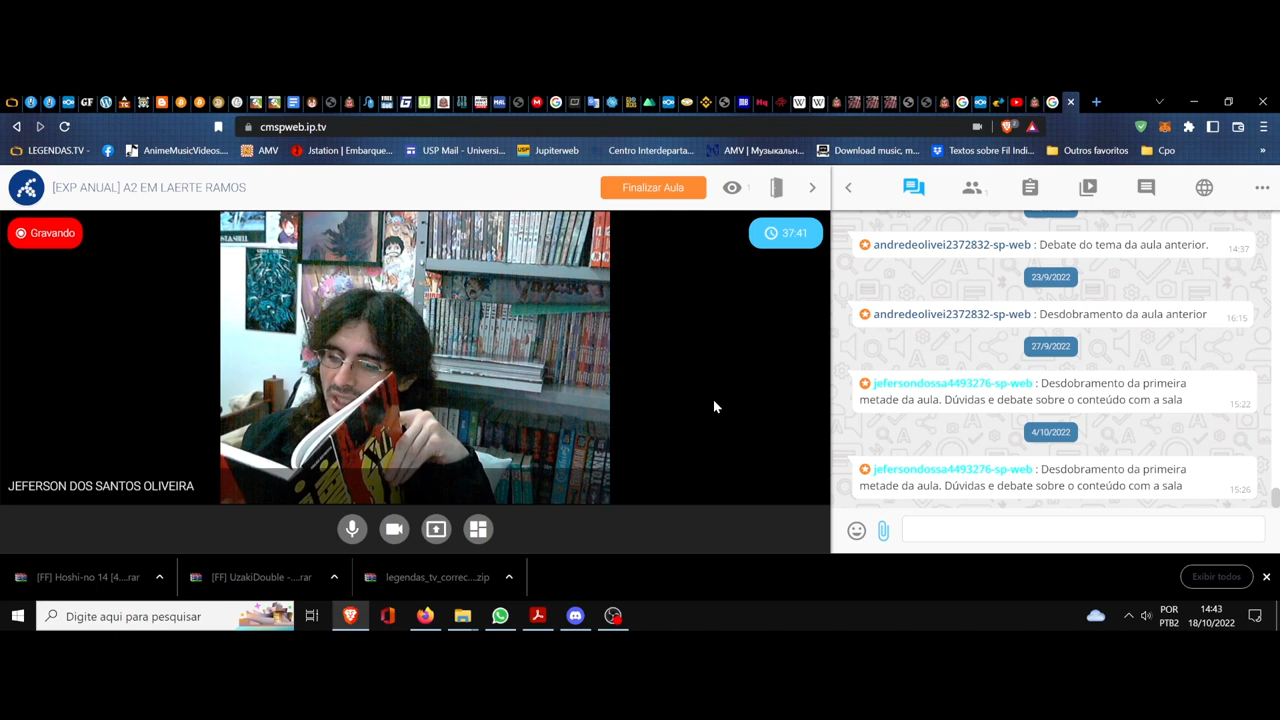 cmspweb.ip.tv
2
LEGENDAS.TV -
AnimeMusicVideos...
AMV
Jstation | Embarque...
USP Mail - Universi...
Jupiterweb
Centro Interdeparta...
AMV | Музыкальн...
Download music, m...
Textos sobre Fil Indi...
Outros favoritos
Cpo
»
[EXP ANUAL] A2 EM LAERTE RAMOS
Finalizar Aula
1
1
Gravando
37:41
JEFERSON DOS SANTOS OLIVEIRA
andredeolivei2372832-sp-web : Debate do tema da aula anterior.
14:37
23/9/2022
andredeolivei2372832-sp-web : Desdobramento da aula anterior
16:15
27/9/2022
jefersondossa4493276-sp-web : Desdobramento da primeira
metade da aula. Dúvidas e debate sobre o conteúdo com a sala
15:22
4/10/2022
jefersondossa4493276-sp-web : Desdobramento da primeira
metade da aula. Dúvidas e debate sobre o conteúdo com a sala
15:26
[FF] Hoshi-no 14 [4....rar
[FF] UzakiDouble -....rar
legendas_tv_correc....zip
Exibir todos
Digite aqui para pesquisar
POR
PTB2
14:43
18/10/2022